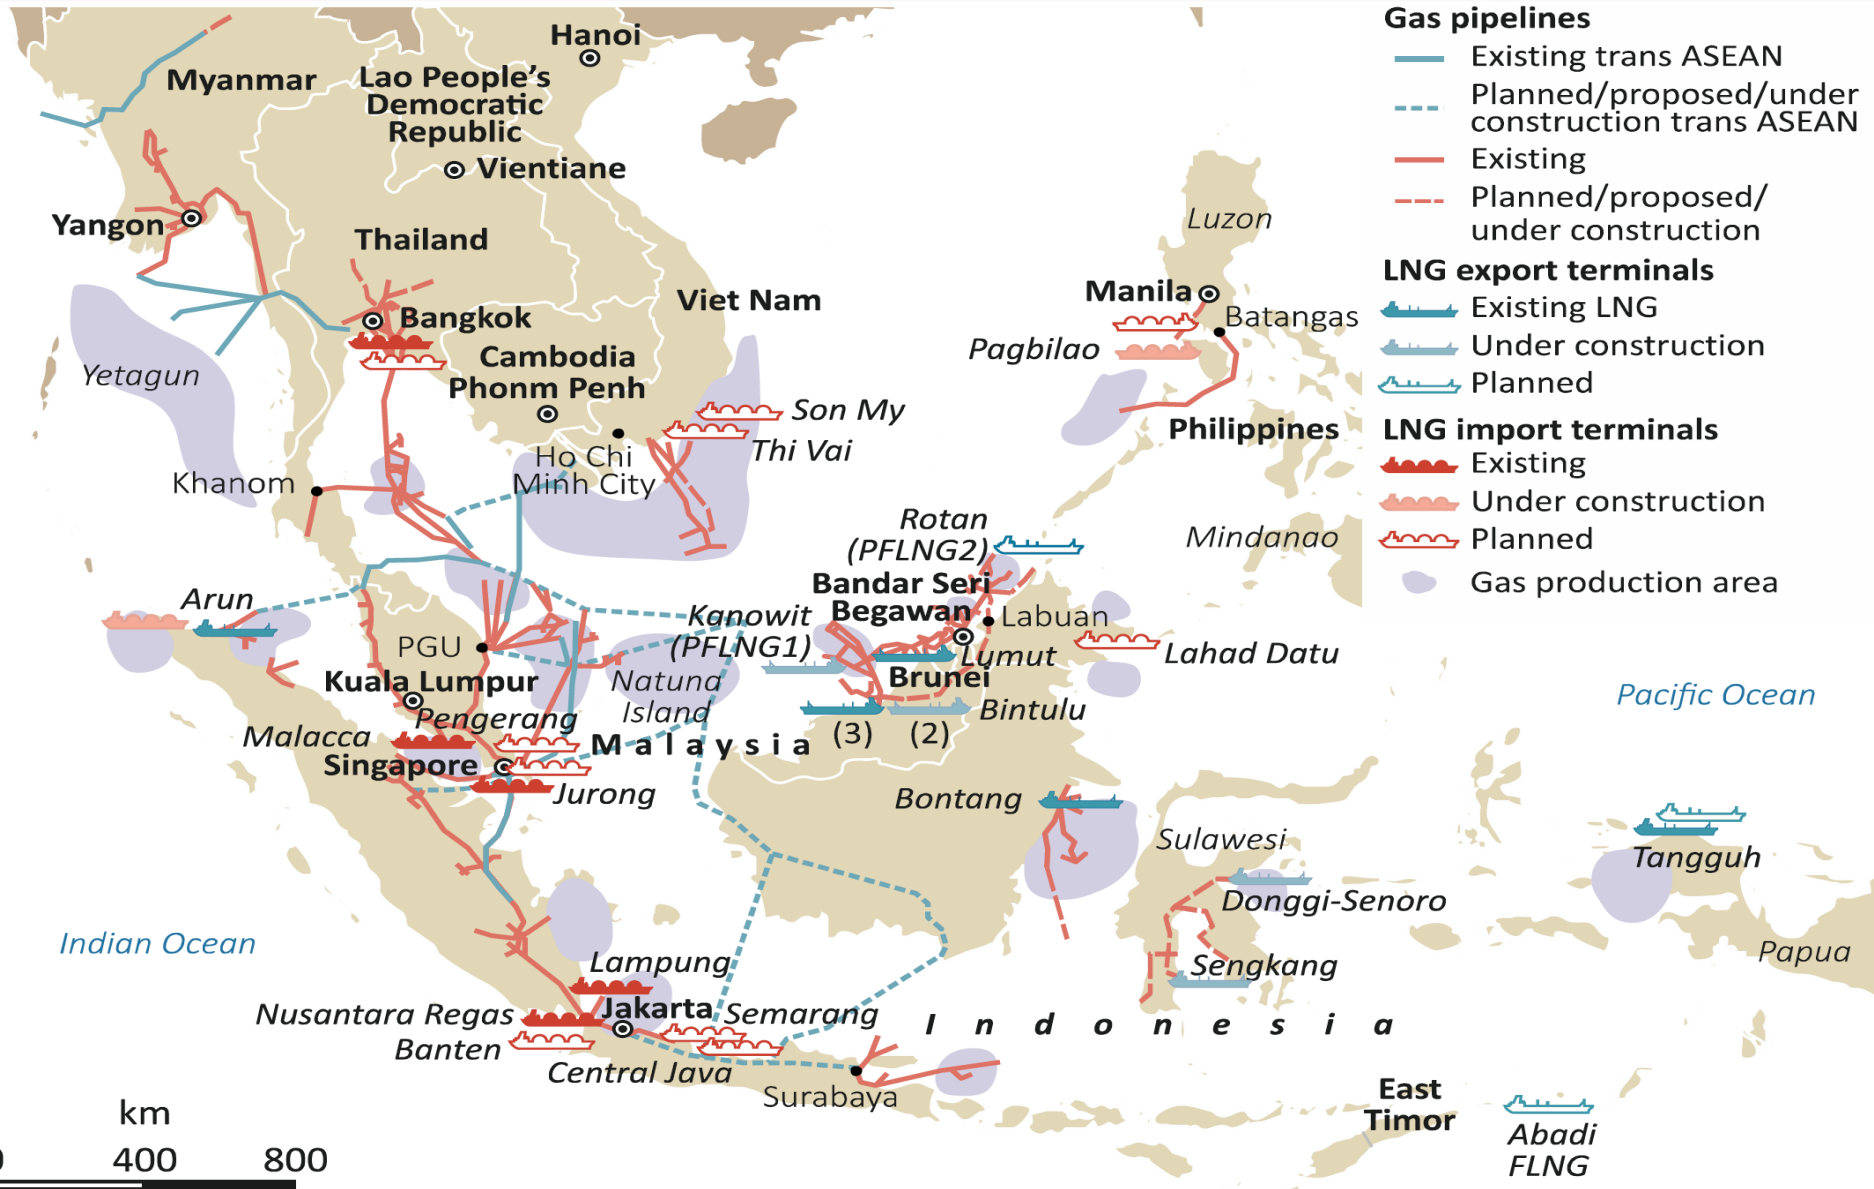 Gas pipelines
Existing trans ASEAN
Planned/proposed/under
construction trans ASEAN
Existing
Planned/proposed/
under construction
LNG export terminals
Existing LNG
Under construction
Planned
LNG import terminals
Existing
Under construction
Planned
Gas production area
Hanoi
Myanmar
Lao People's
Democratic
Republic
Vientiane
Yangon
Thailand
Luzon
Viet Nam
Manila
Bangkok
Batangas
Cambodia
Pagbilao
Yetagun
Phonm Penh
Son My
Philippines
Thi Vai
Ho Chi
Minh City
Khanom
Rotan
(PFLNG2)
Mindanao
Bandar Seri
Begawan
Arun
Kanowit
(PFLNG1)
Labuan
PGU
Lumut
Lahad Datu
Kuala Lumpur
Natuna
Island
Brunei
Pacific Ocean
Pengerang
Bintulu
Malacca
Malaysia
(3)
(2)
Singapore
Jurong
Bontang
Sulawesi
Tangguh
Donggi-Senoro
Indian Ocean
Papua
Lampung
Sengkang
Nusantara Regas
Jakarta
Semarang
Indonesia
Banten
Central Java
Surabaya
East
Timor
Abadi
FLNG
km
0
400
800